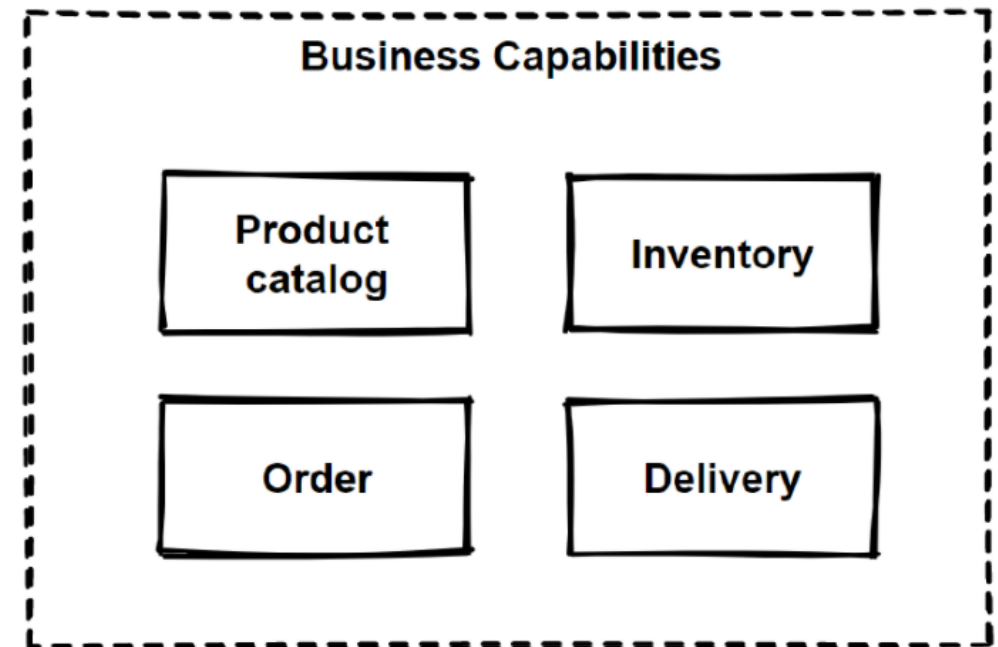 Business Capabilities
Product
catalog
Inventory
Order
Delivery